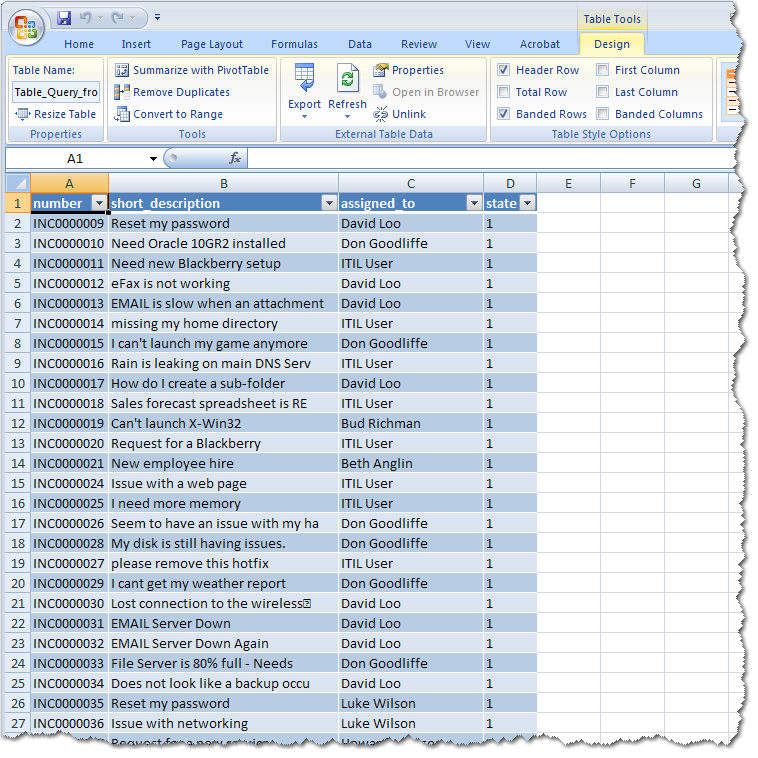 Table Tools
Home Insert Page Layout Formulas Data Review View Acrobat Design
Table Name: Summarize with PivotTable Properties Header Row First Column
Table_Query_fro Remove Duplicates Export Refresh Open in Browser Total Row Last Column
Resize Table Convert to Range Unlink Banded Rows Banded Columns
Properties Tools External Table Data Table Style Options
A1 fx
A B C D E F G
1 number short_description assigned_to state
2 INC0000009 Reset my password David Loo 1
3 INC0000010 Need Oracle 10GR2 installed Don Goodliffe 1
4 INC0000011 Need new Blackberry setup ITIL User 1
5 INC0000012 eFax is not working David Loo 1
6 INC0000013 EMAIL is slow when an attachment David Loo 1
7 INC0000014 missing my home directory ITIL User 1
8 INC0000015 I can't launch my game anymore Don Goodliffe 1
9 INC0000016 Rain is leaking on main DNS Serv ITIL User 1
10 INC0000017 How do I create a sub-folder David Loo 1
11 INC0000018 Sales forecast spreadsheet is RE ITIL User 1
12 INC0000019 Can't launch X-Win32 Bud Richman 1
13 INC0000020 Request for a Blackberry ITIL User 1
14 INC0000021 New employee hire Beth Anglin 1
15 INC0000024 Issue with a web page ITIL User 1
16 INC0000025 I need more memory ITIL User 1
17 INC0000026 Seem to have an issue with my ha Don Goodliffe 1
18 INC0000028 My disk is still having issues. Don Goodliffe 1
19 INC0000027 please remove this hotfix ITIL User 1
20 INC0000029 I cant get my weather report Don Goodliffe 1
21 INC0000030 Lost connection to the wireless David Loo 1
22 INC0000031 EMAIL Server Down David Loo 1
23 INC0000032 EMAIL Server Down Again David Loo 1
24 INC0000033 File Server is 80% full - Needs Don Goodliffe 1
25 INC0000034 Does not look like a backup occu David Loo 1
26 INC0000035 Reset my password Luke Wilson 1
27 INC0000036 Issue with networking Luke Wilson 1